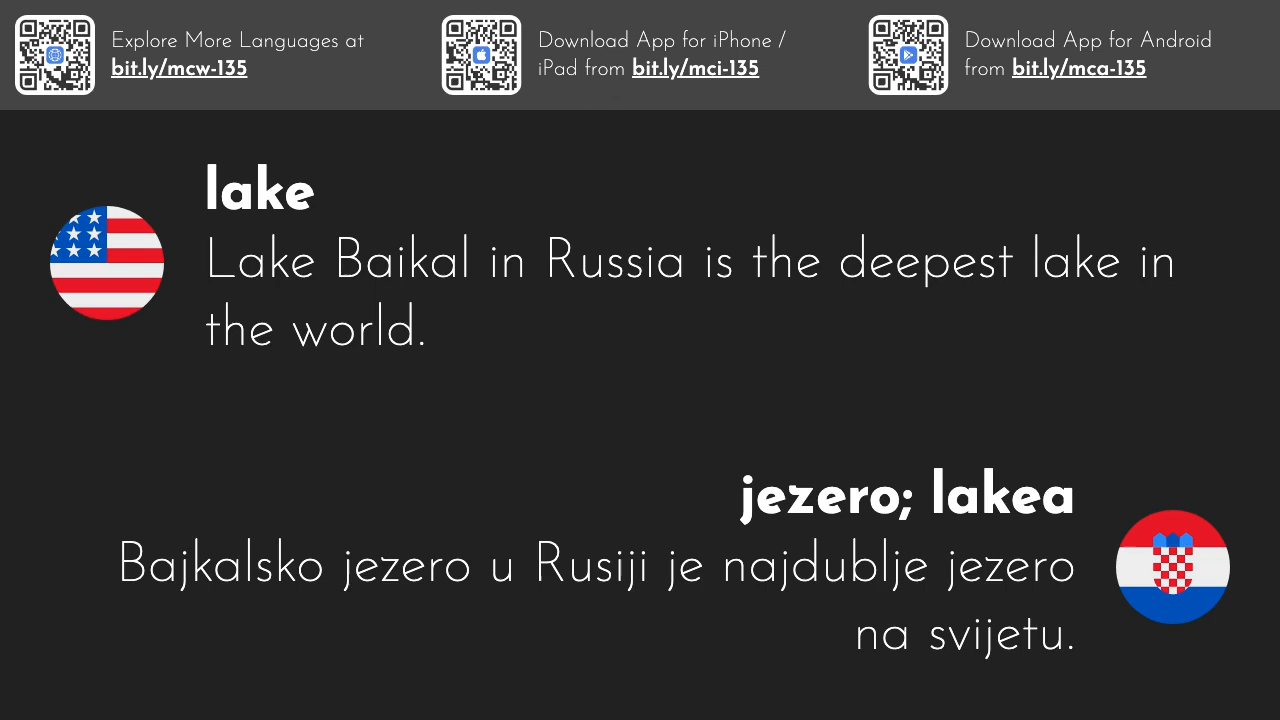 Explore More Languages at
bit.ly/mcw-135
Download App for iPhone /
iPad from bit.ly/mci-135
Download App for Android
from bit.ly/mca-135
lake
Lake Baikal in Russia is the deepest lake in
the world.
jezero; lakea
Bajkalsko jezero u Rusiji je najdublje jezero
na svijetu.